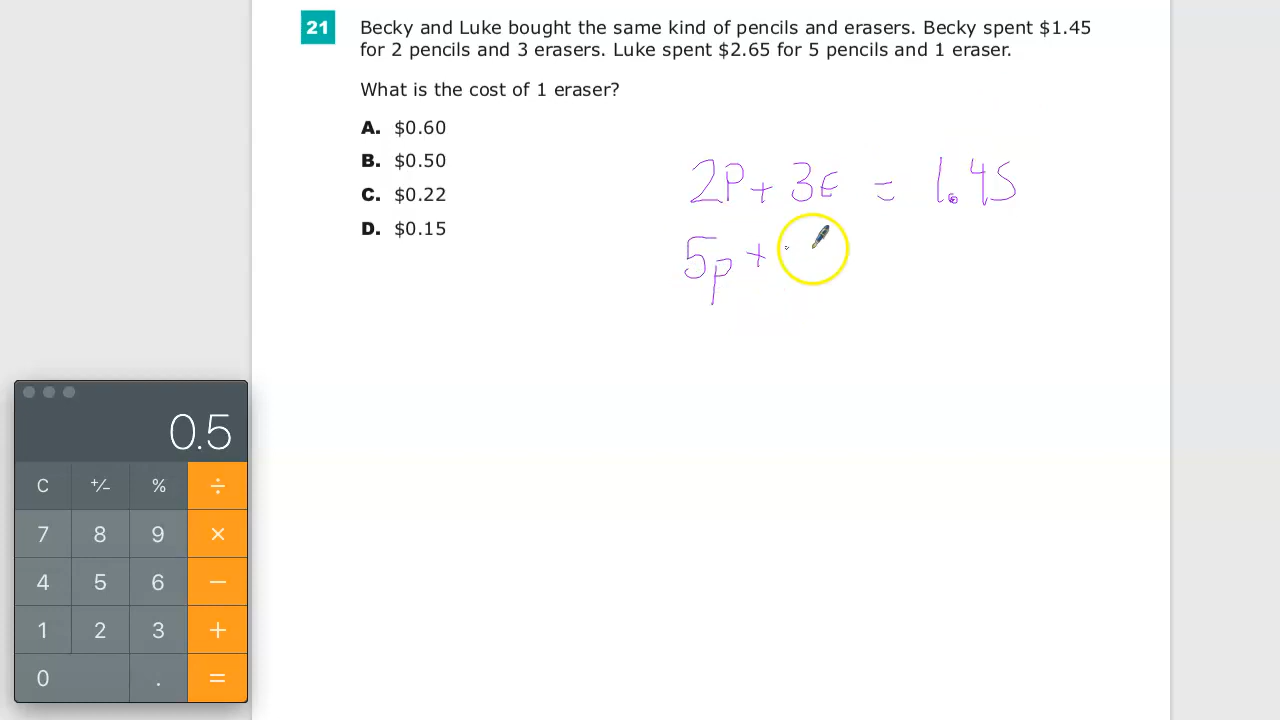 21 Becky and Luke bought the same kind of pencils and erasers. Becky spent $1.45
for 2 pencils and 3 erasers. Luke spent $2.65 for 5 pencils and 1 eraser.
What is the cost of 1 eraser?
A. $0.60
B. $0.50
C. $0.22
D. $0.15
2P + 3E = 1.45
5p +
0.5
C +/- % ÷
7 8 9 ×
4 5 6 −
1 2 3 +
0 . =